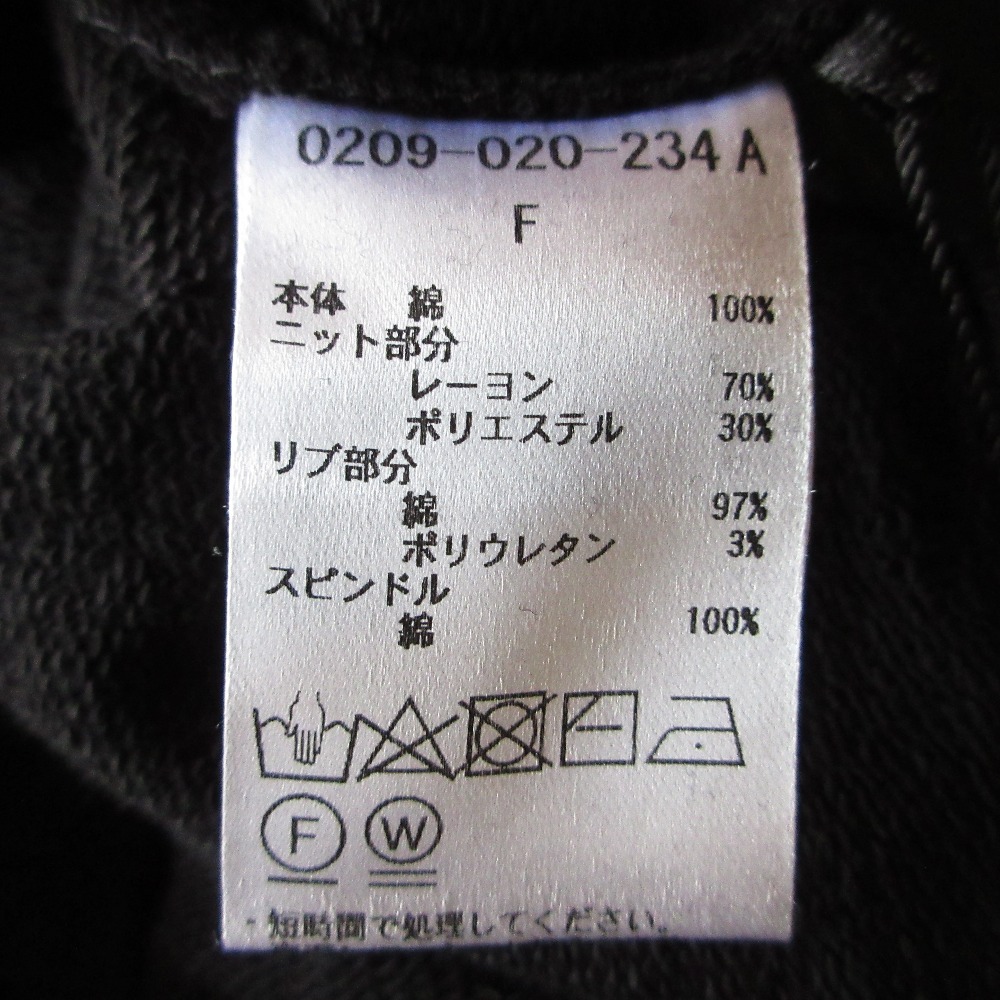 0209-020-234 A
F
本体 綿 100%
ニット部分
レーヨン 70%
ポリエステル 30%
リブ部分
綿 97%
ポリウレタン 3%
スピンドル
綿 100%
F W
・短時間で処理してください。